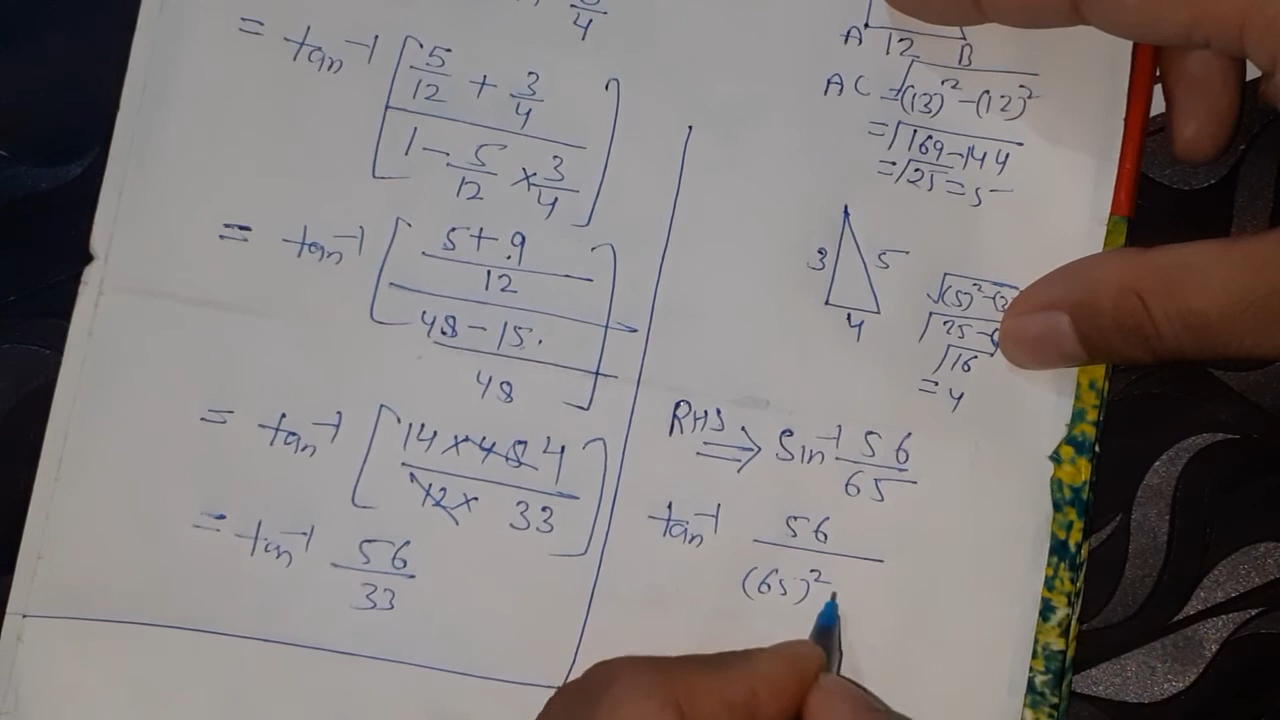 3/4
= tan⁻¹ [(5/12 + 3/4)/(1 - 5/12 × 3/4)]
= tan⁻¹ [((5+9)/12)/((48-15)/48)]
= tan⁻¹ [(14×48 4)/(12× 33)]
= tan⁻¹ 56/33
A 12 B
AC = √(13)² - (12)²
= √169-144
= √25 = 5
3 5
4
√(5)²-(3
√25-
√16
= 4
RHS ⇒ Sin⁻¹ 56/65
tan⁻¹ 56/(65)²